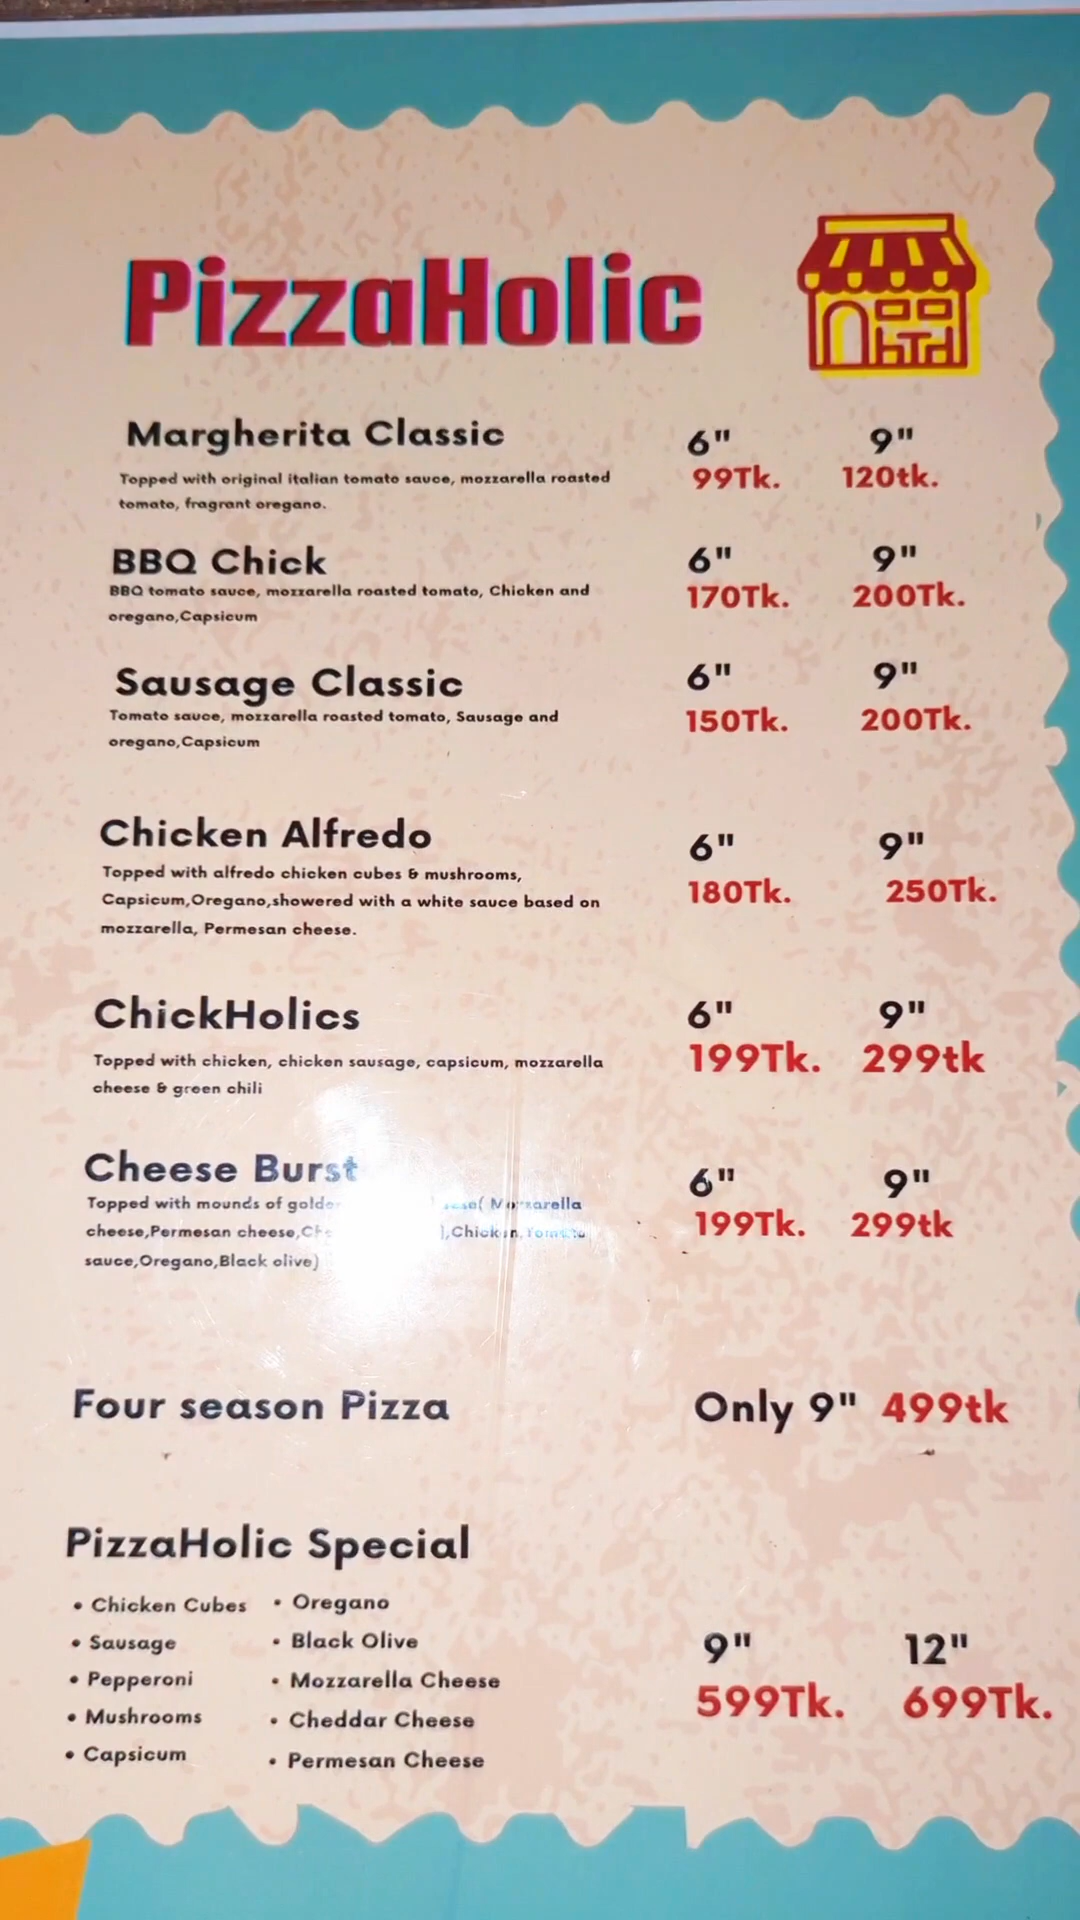 PizzaHolic
Margherita Classic
6" 9"
99Tk. 120tk.
Topped with original italian tomato sauce, mozzarella roasted
tomato, fragrant oregano.
BBQ Chick
6" 9"
170Tk. 200Tk.
BBQ tomato sauce, mozzarella roasted tomato, Chicken and
oregano,Capsicum
Sausage Classic
6" 9"
150Tk. 200Tk.
Tomato sauce, mozzarella roasted tomato, Sausage and
oregano,Capsicum
Chicken Alfredo
6" 9"
180Tk. 250Tk.
Topped with alfredo chicken cubes & mushrooms,
Capsicum,Oregano,showered with a white sauce based on
mozzarella, Permesan cheese.
ChickHolics
6" 9"
199Tk. 299tk
Topped with chicken, chicken sausage, capsicum, mozzarella
cheese & green chili
Cheese Burst
6" 9"
199Tk. 299tk
Topped with mounds of Mozzarella
cheese,Permesan cheese, ,Chicken,Tomato
sauce,Oregano,Black olive)
Four season Pizza
Only 9" 499tk
PizzaHolic Special
• Chicken Cubes • Oregano
• Sausage • Black Olive
• Pepperoni • Mozzarella Cheese
• Mushrooms • Cheddar Cheese
• Capsicum • Permesan Cheese
9" 12"
599Tk. 699Tk.